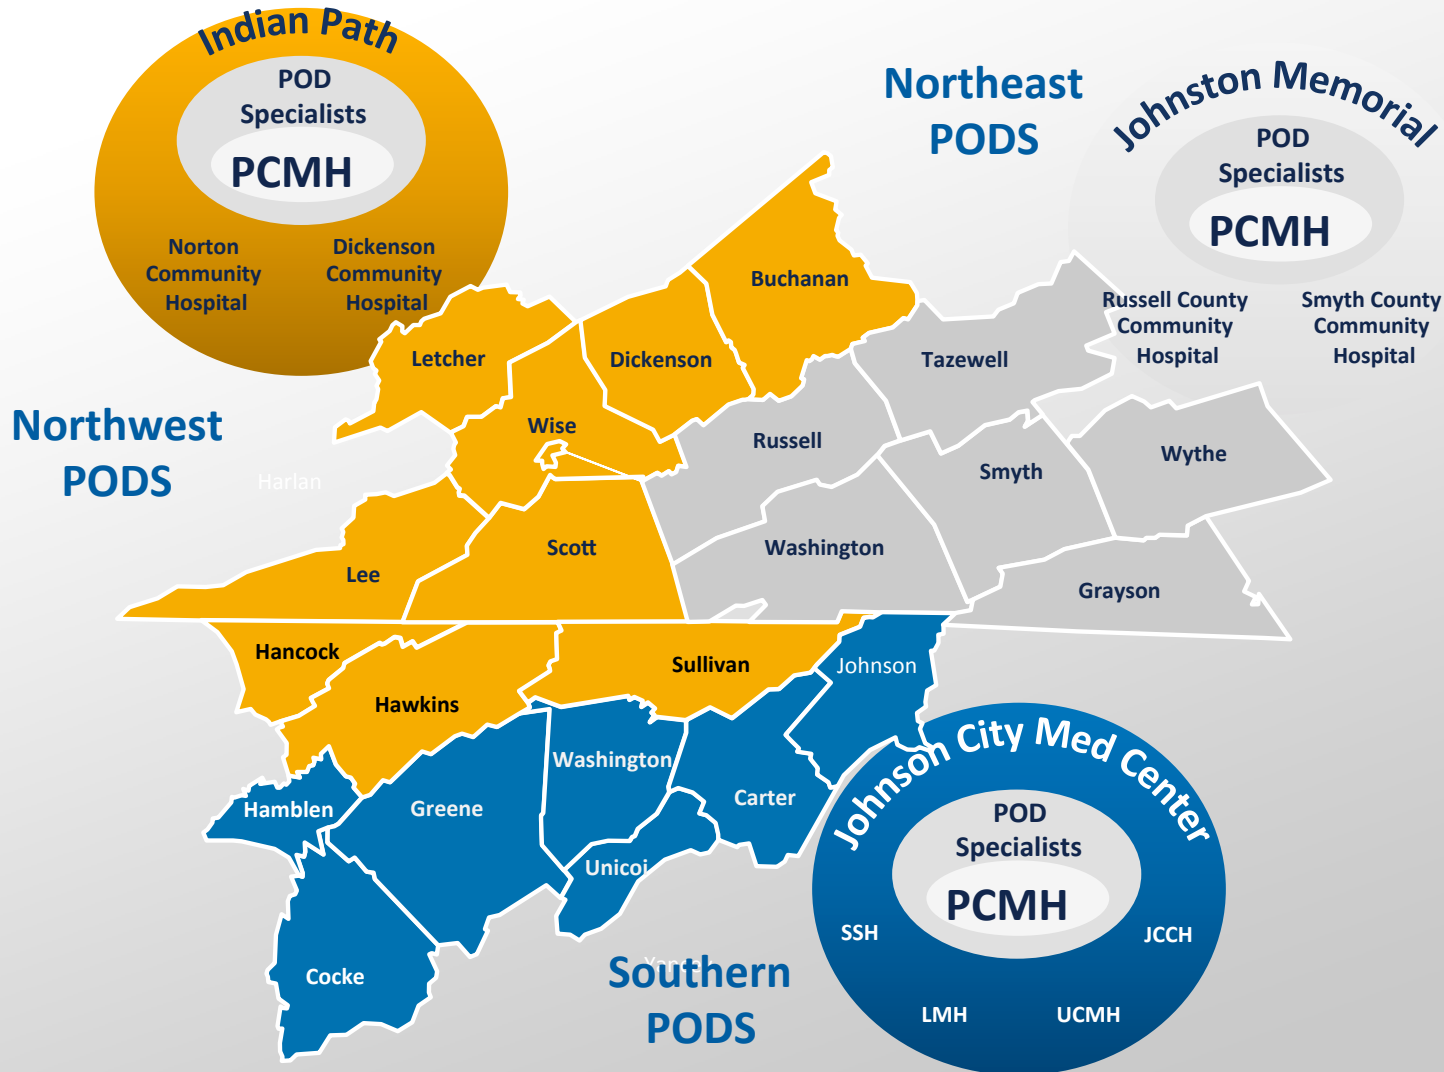 Indian Path
POD
Specialists
PCMH
Norton
Community
Hospital
Dickenson
Community
Hospital
Northeast
PODS
Johnston Memorial
POD
Specialists
PCMH
Russell County
Community
Hospital
Smyth County
Community
Hospital
Northwest
PODS
Buchanan
Letcher
Dickenson
Tazewell
Wise
Russell
Wythe
Smyth
Harlan
Scott
Washington
Lee
Grayson
Hancock
Sullivan
Johnson
Hawkins
Washington
Carter
Hamblen
Greene
Unicoi
Cocke
Southern
PODS
Johnson City Med Center
POD
Specialists
PCMH
SSH
JCCH
LMH
UCMH